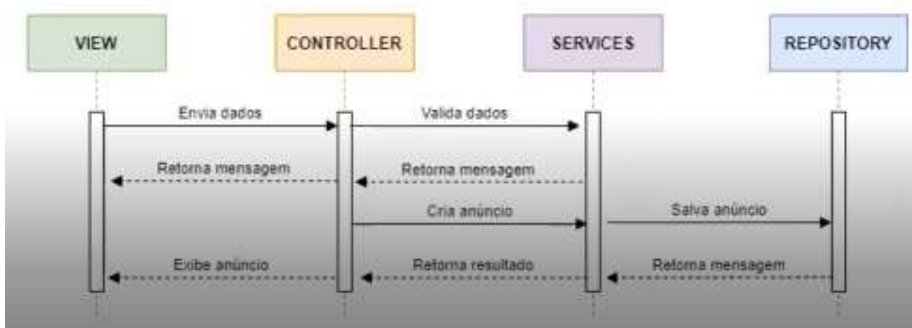 VIEW
CONTROLLER
SERVICES
REPOSITORY
Envia dados
Valida dados
Retorna mensagem
Retorna mensagem
Cria anúncio
Salva anúncio
Exibe anúncio
Retorna resultado
Retorna mensagem